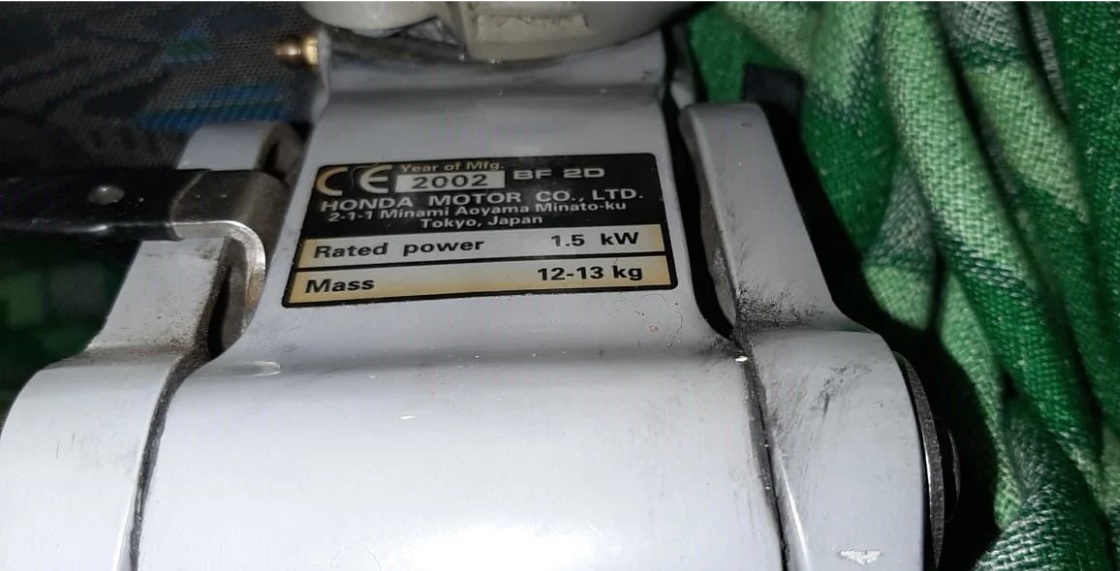 CE Year of Mfg.
2002 BF 2D
HONDA MOTOR CO., LTD.
2-1-1 Minami Aoyama Minato-ku
Tokyo, Japan
Rated power 1.5 kW
Mass 12-13 kg